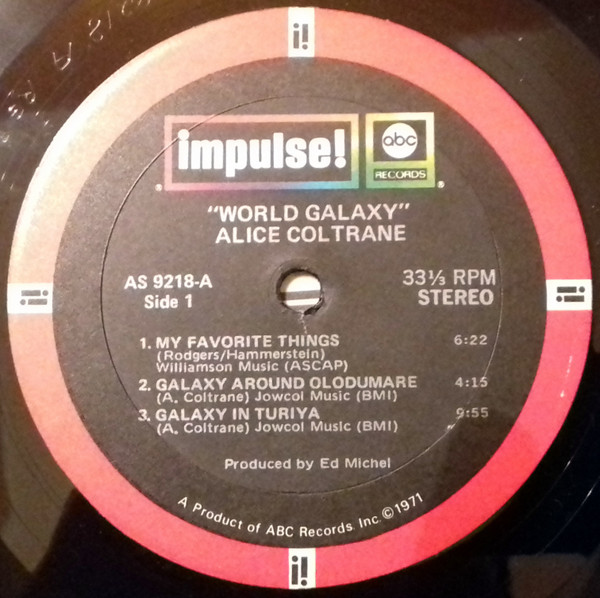 i!
impulse!
abc
RECORDS
®
®
"WORLD GALAXY"
ALICE COLTRANE
AS 9218-A
Side 1
33⅓ RPM
STEREO
i!
i!
1. MY FAVORITE THINGS 6:22
(Rodgers/Hammerstein)
Williamson Music (ASCAP)
2. GALAXY AROUND OLODUMARE 4:15
(A. Coltrane) Jowcol Music (BMI)
3. GALAXY IN TURIYA 9:55
(A. Coltrane) Jowcol Music (BMI)
Produced by Ed Michel
A Product of ABC Records. Inc. © 1971
i!